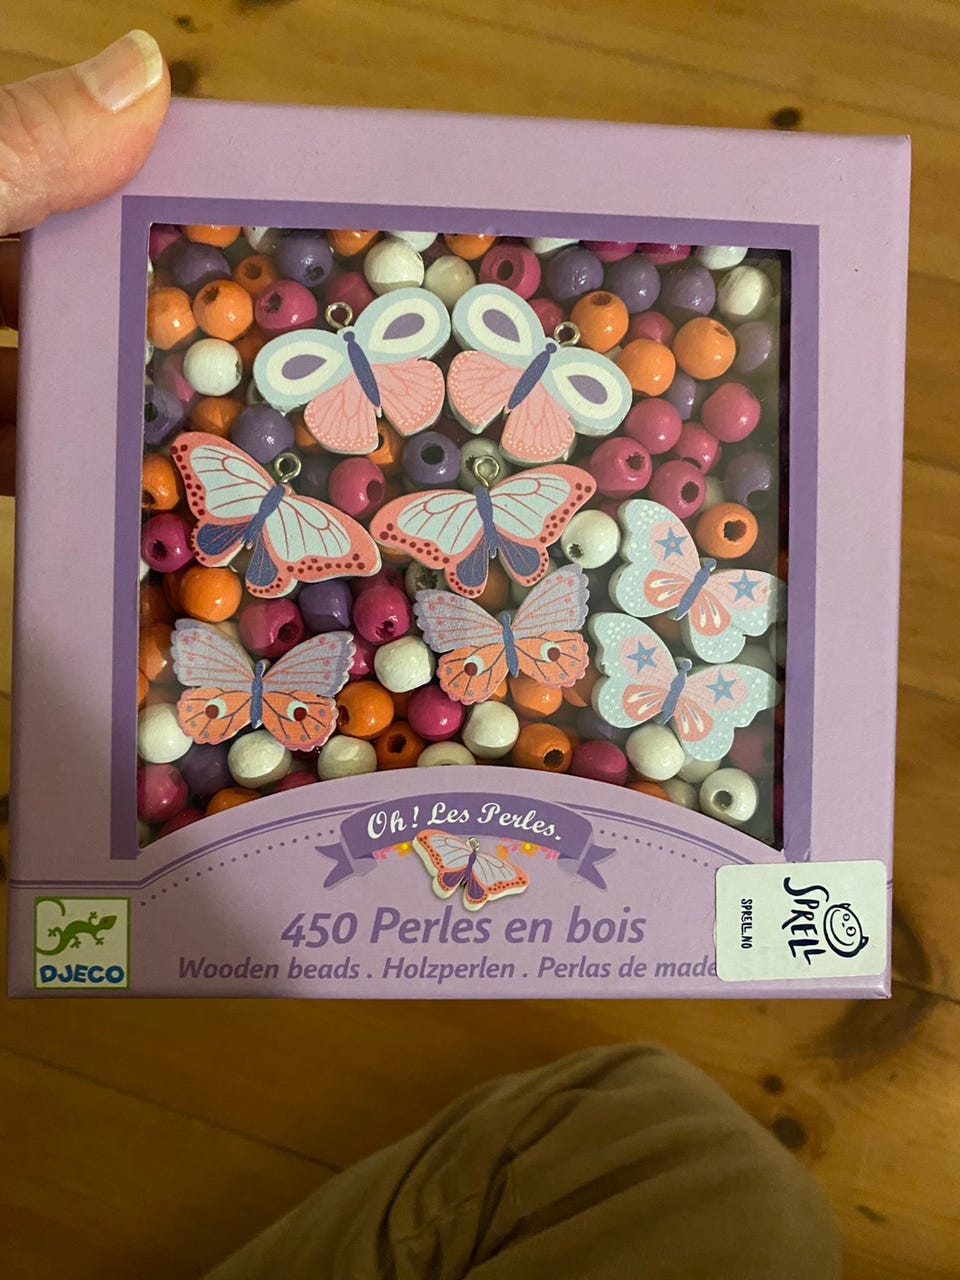 Oh! Les Perles.
450 Perles en bois
Wooden beads . Holzperlen . Perlas de made
DJECO
SPRELL
SPRELL.NO